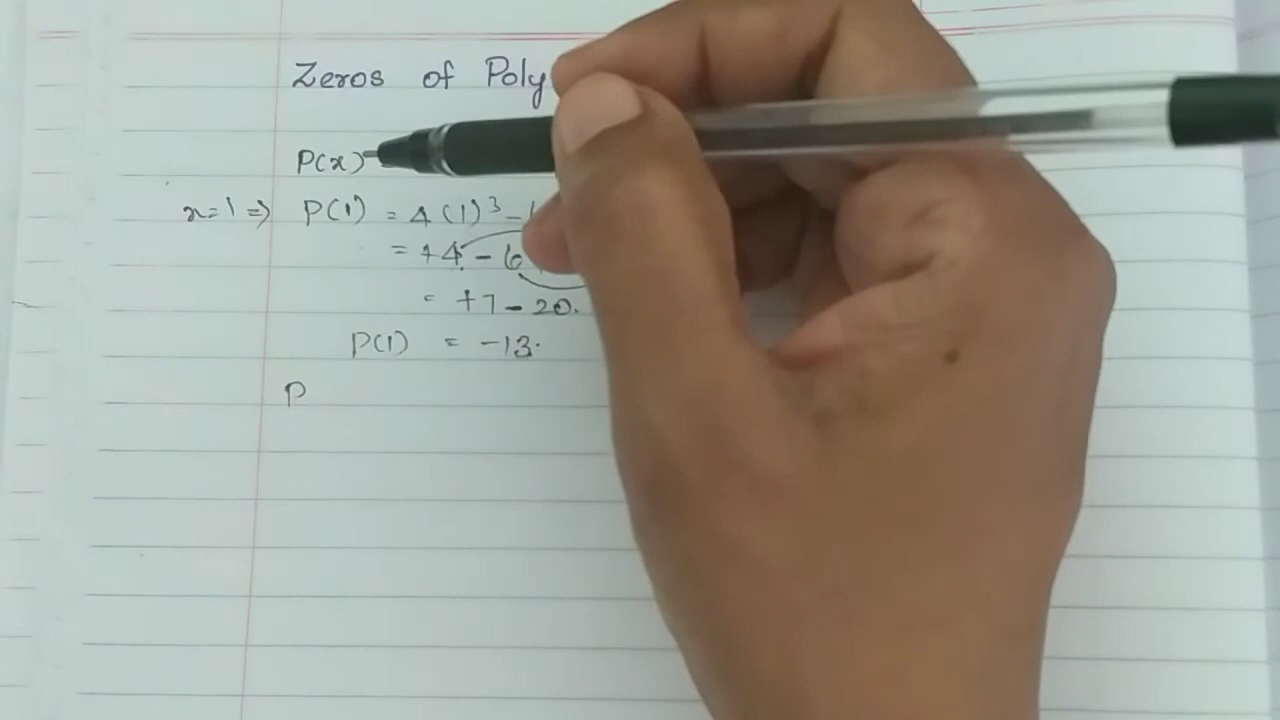 Zeros of Poly
P(x)
x=1 => P(1) = 4(1)³ -
= +4 - 6
= +7 - 20.
P(1) = -13.
P